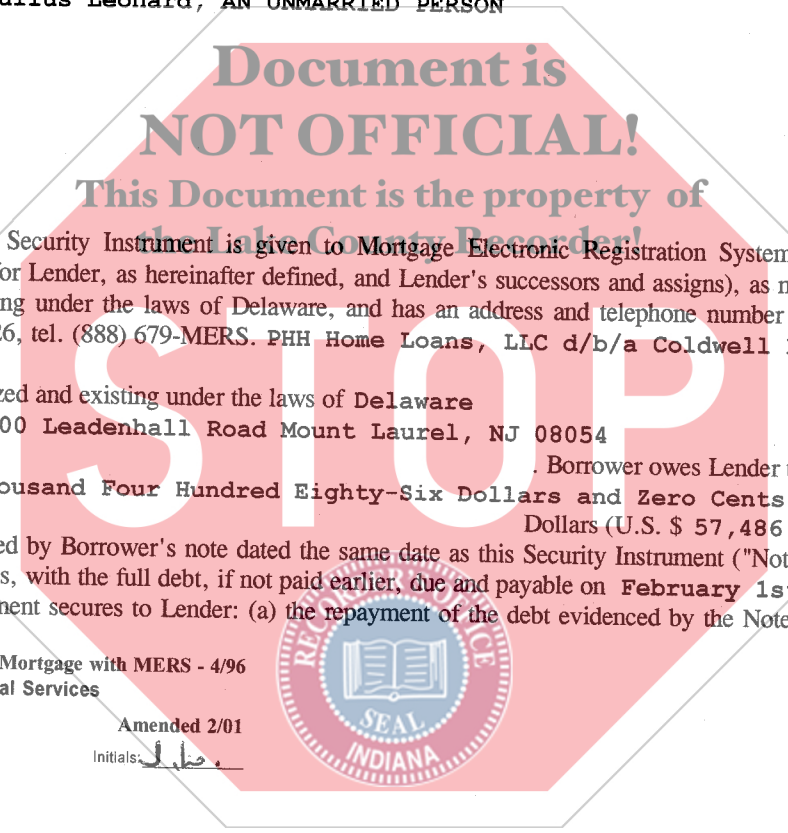 Leonard, AN UNMARRIED PERSON
Document is
NOT OFFICIAL!
This Document is the property of
the Lake County Recorder!
Security Instrument is given to Mortgage Electronic Registration System
for Lender, as hereinafter defined, and Lender's successors and assigns), as
ng under the laws of Delaware, and has an address and telephone number
26, tel. (888) 679-MERS. PHH Home Loans, LLC d/b/a Coldwell
zed and existing under the laws of Delaware
00 Leadenhall Road Mount Laurel, NJ 08054
. Borrower owes Lender
ousand Four Hundred Eighty-Six Dollars and Zero Cents
Dollars (U.S. $ 57,486
ed by Borrower's note dated the same date as this Security Instrument ("Not
s, with the full debt, if not paid earlier, due and payable on February 1s
ment secures to Lender: (a) the repayment of the debt evidenced by the Note
STOP
RECORDERS OFFICE
SEAL
INDIANA
Mortgage with MERS - 4/96
al Services
Amended 2/01
Initials: